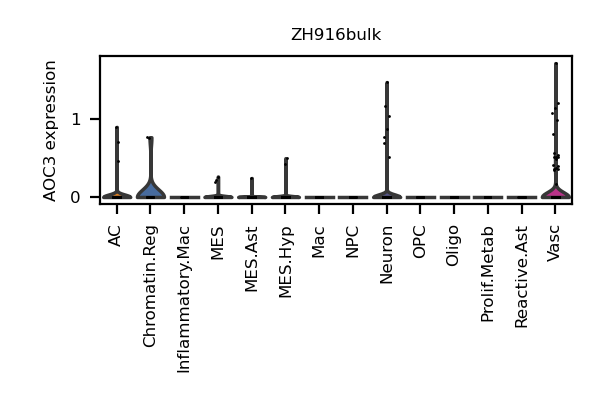 ZH916bulk
AOC3 expression
1
0
AC
Chromatin.Reg
Inflammatory.Mac
MES
MES.Ast
MES.Hyp
Mac
NPC
Neuron
OPC
Oligo
Prolif.Metab
Reactive.Ast
Vasc